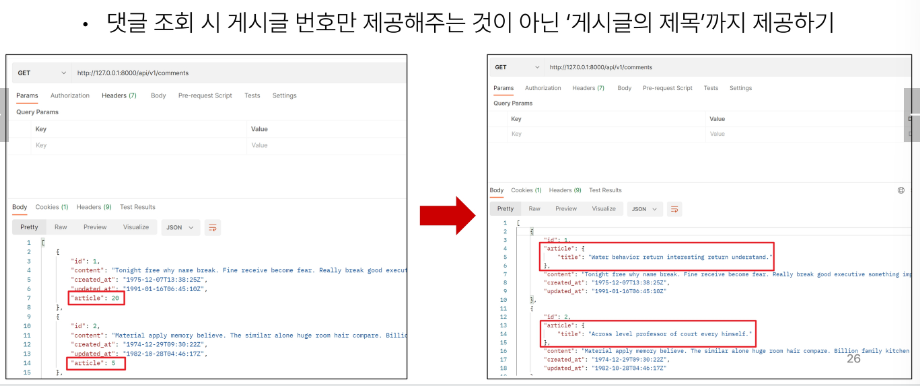 • 댓글 조회 시 게시글 번호만 제공해주는 것이 아닌 ‘게시글의 제목’까지 제공하기
GET http://127.0.0.1:8000/api/v1/comments
Params Authorization Headers (7) Body Pre-request Script Tests Settings
Query Params
Key Value
Key Value
Body Cookies (1) Headers (9) Test Results
Pretty Raw Preview Visualize JSON
1 [
2 {
3 "id": 1,
4 "content": "Tonight free why name break. Fine receive become fear. Really break good execut
5 "created_at": "1975-12-07T13:38:25Z",
6 "updated_at": "1991-01-16T06:45:10Z",
7 "article": 20
8 },
9 {
10 "id": 2,
11 "content": "Material apply memory believe. The similar alone huge room hair compare. Billi
12 "created_at": "1974-12-29T09:30:22Z",
13 "updated_at": "1982-10-28T04:46:17Z",
14 "article": 5
15 },
GET http://127.0.0.1:8000/api/v1/comments
Params Authorization Headers (7) Body Pre-request Script Tests Settings
Query Params
Key Value
Key Value
Body Cookies (1) Headers (9) Test Results
Pretty Raw Preview Visualize JSON
1 [
2 {
3 "id": 1,
4 "article": {
5 "title": "Water behavior return interesting return understand."
6 },
7 "content": "Tonight free why name break. Fine receive become fear. Really break good executive something imp
8 "created_at": "1975-12-07T13:38:25Z",
9 "updated_at": "1991-01-16T06:45:10Z"
10 },
11 {
12 "id": 2,
13 "article": {
14 "title": "Across level professor of court every himself."
15 },
16 "content": "Material apply memory believe. The similar alone huge room hair compare. Billion family kitchen
17 "created_at": "1974-12-29T09:30:22Z",
18 "updated_at": "1982-10-28T04:46:17Z"
26